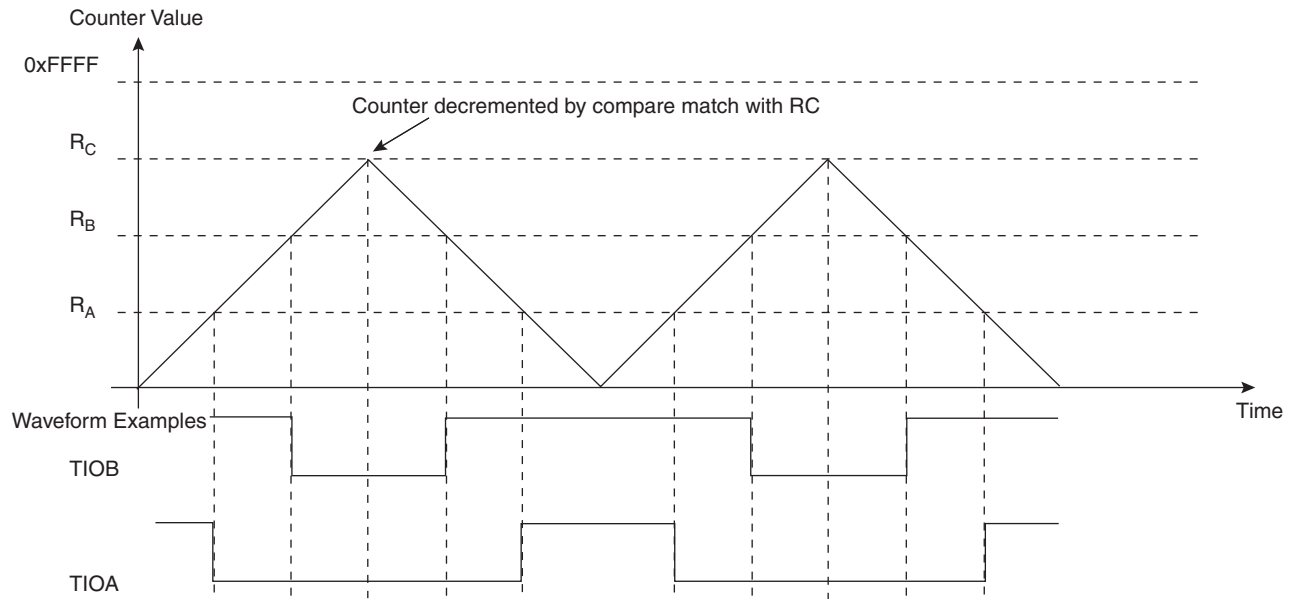 Counter Value
0xFFFF
Counter decremented by compare match with RC
RC
RB
RA
Time
Waveform Examples
TIOB
TIOA